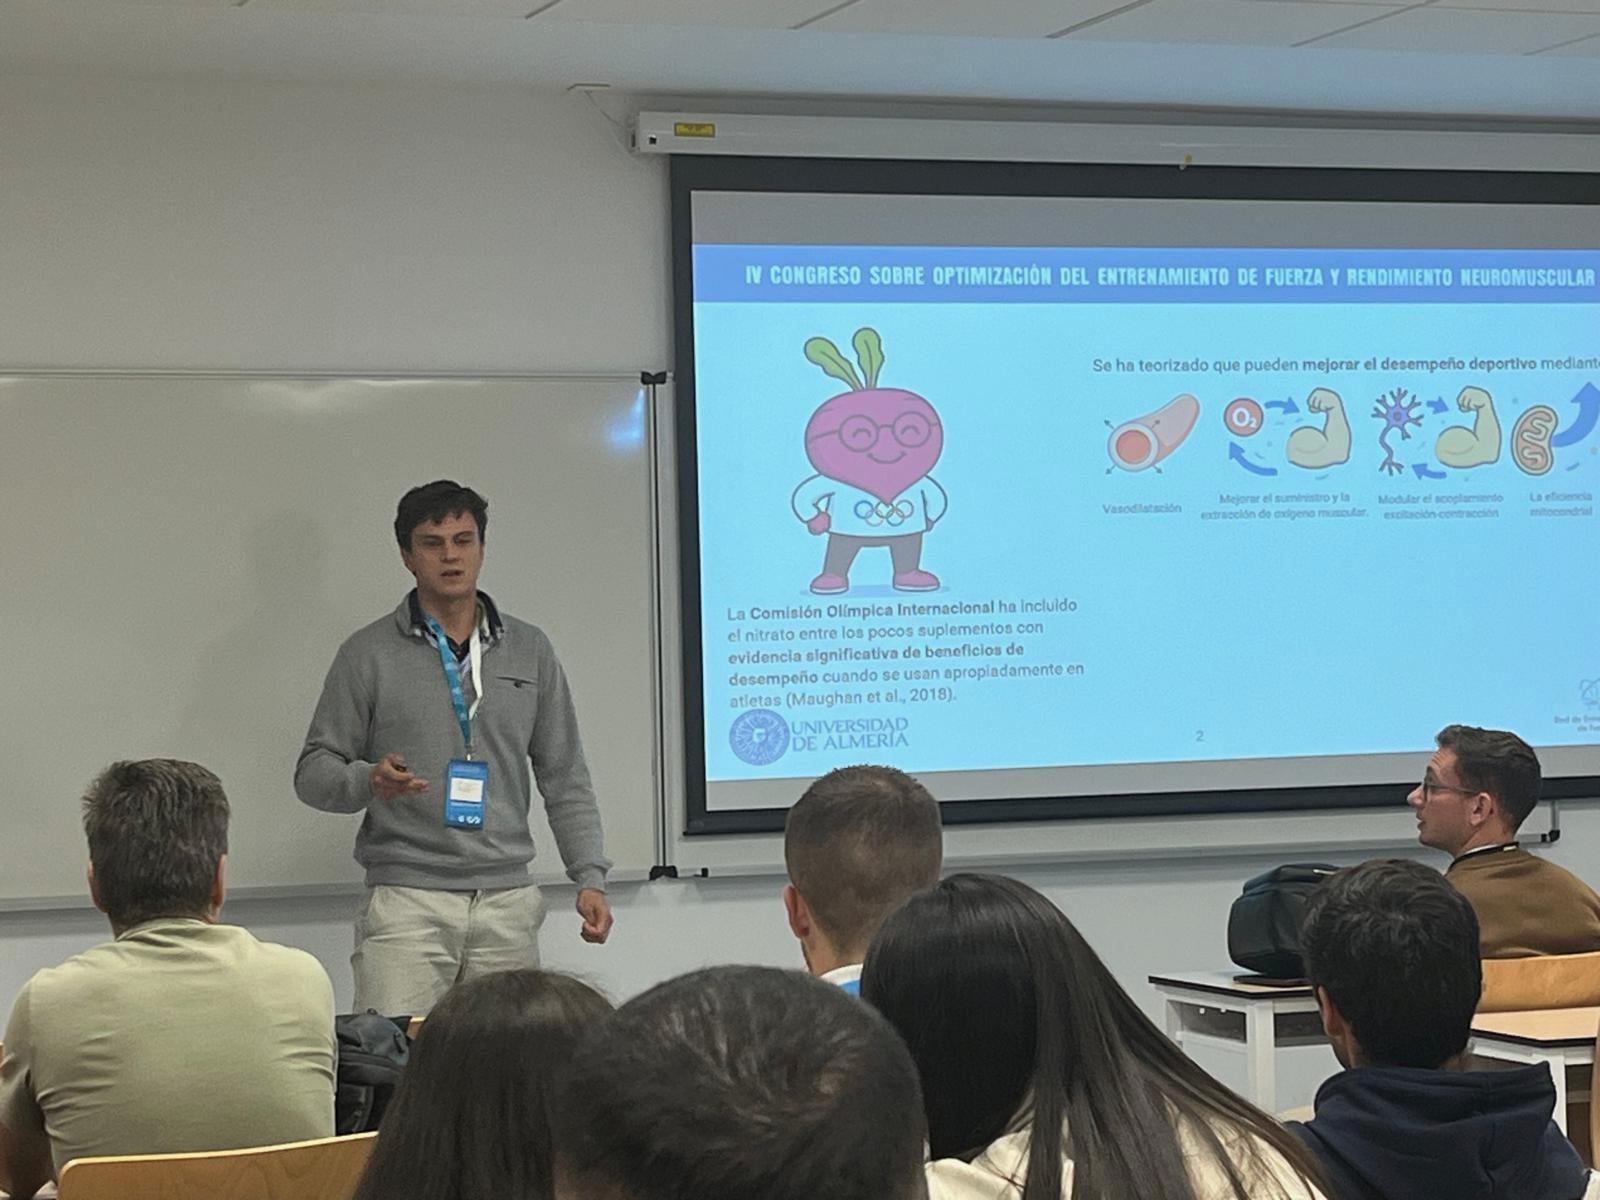 IV CONGRESO SOBRE OPTIMIZACIÓN DEL ENTRENAMIENTO DE FUERZA Y RENDIMIENTO NEUROMUSCULAR
Se ha teorizado que pueden mejorar el desempeño deportivo mediante
O₂
Vasodilatación
Mejorar el suministro y la
extracción de oxígeno muscular.
Modular el acoplamiento
excitación-contracción
La eficiencia
mitocondrial
La Comisión Olímpica Internacional ha incluido
el nitrato entre los pocos suplementos con
evidencia significativa de beneficios de
desempeño cuando se usan apropiadamente en
atletas (Maughan et al., 2018).
UNIVERSIDAD
DE ALMERÍA
2
Red de